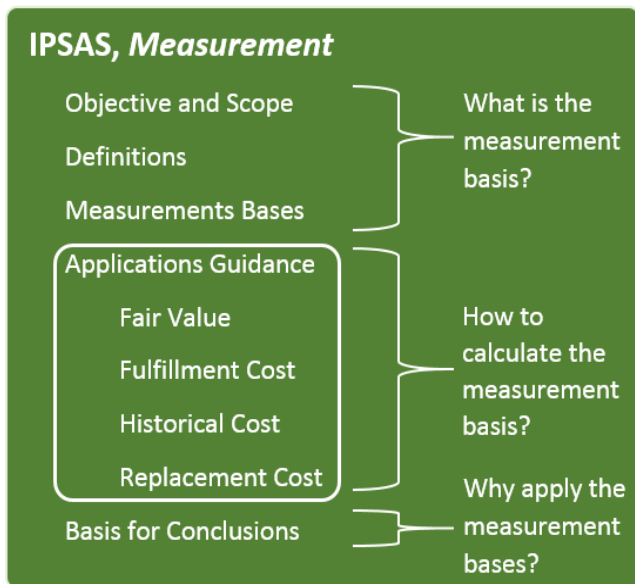 IPSAS, Measurement
Objective and Scope
Definitions
Measurements Bases
What is the
measurement
basis?
Applications Guidance
Fair Value
Fulfillment Cost
Historical Cost
Replacement Cost
How to
calculate the
measurement
basis?
Basis for Conclusions
Why apply the
measurement
bases?